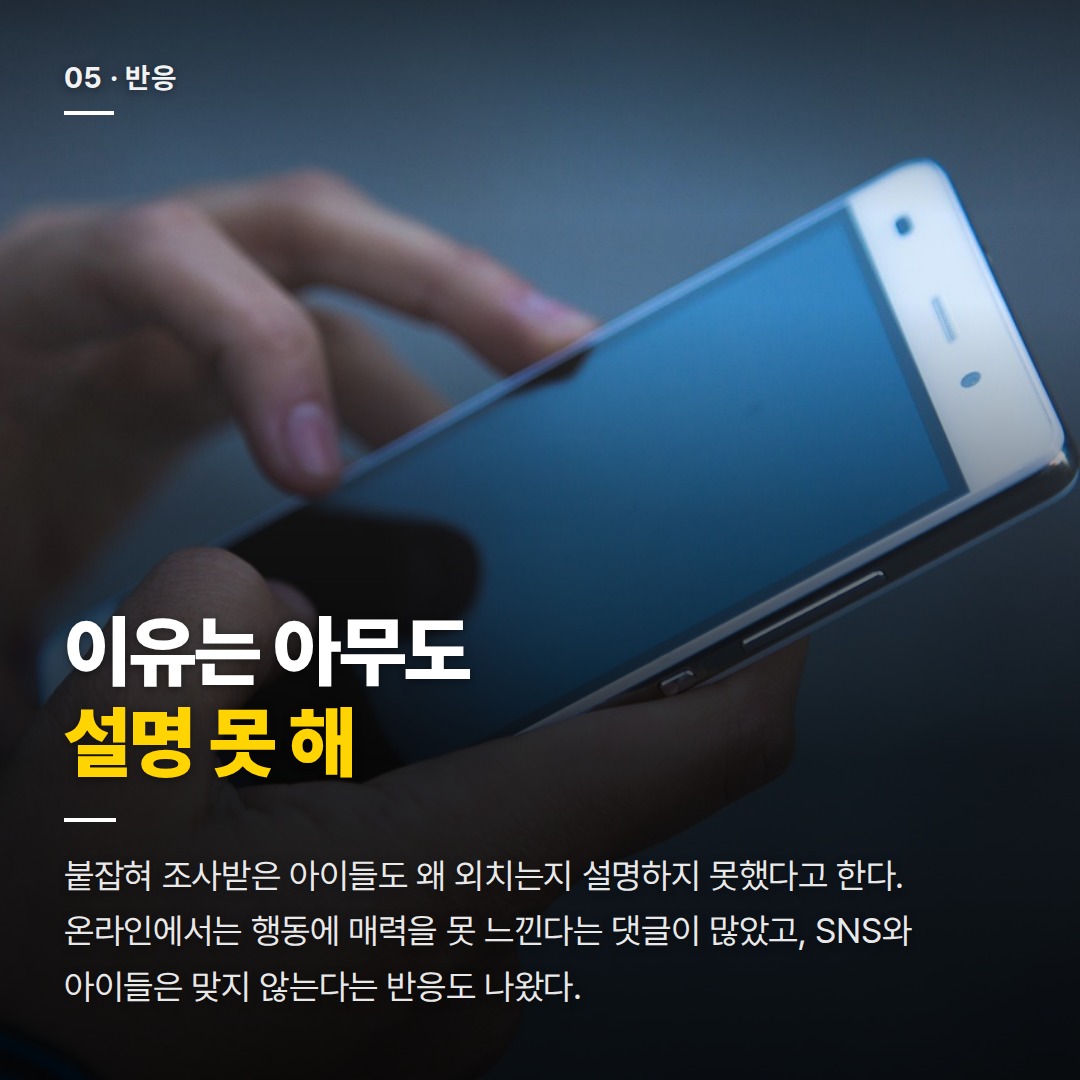 05 · 반응
이유는 아무도
설명 못 해
붙잡혀 조사받은 아이들도 왜 외치는지 설명하지 못했다고 한다.
온라인에서는 행동에 매력을 못 느낀다는 댓글이 많았고, SNS와
아이들은 맞지 않는다는 반응도 나왔다.